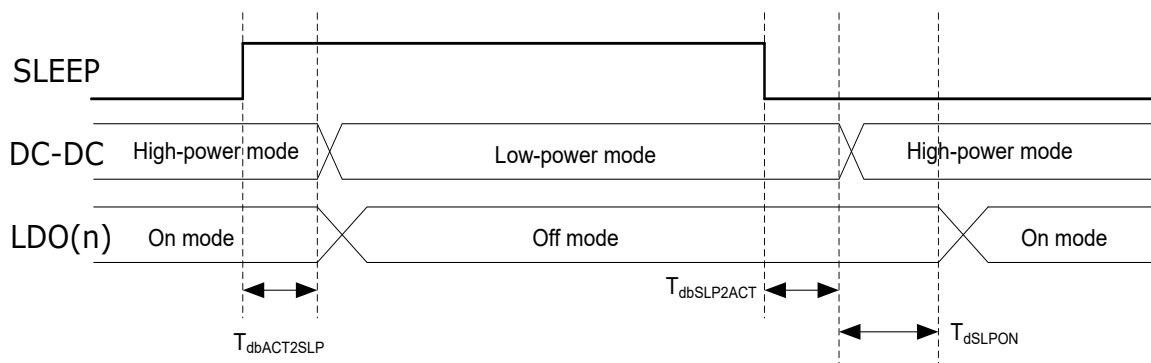 SLEEP
DC-DC High-power mode Low-power mode High-power mode
LDO(n) On mode Off mode On mode
TdbSLP2ACT
TdbACT2SLP
TdSLPON